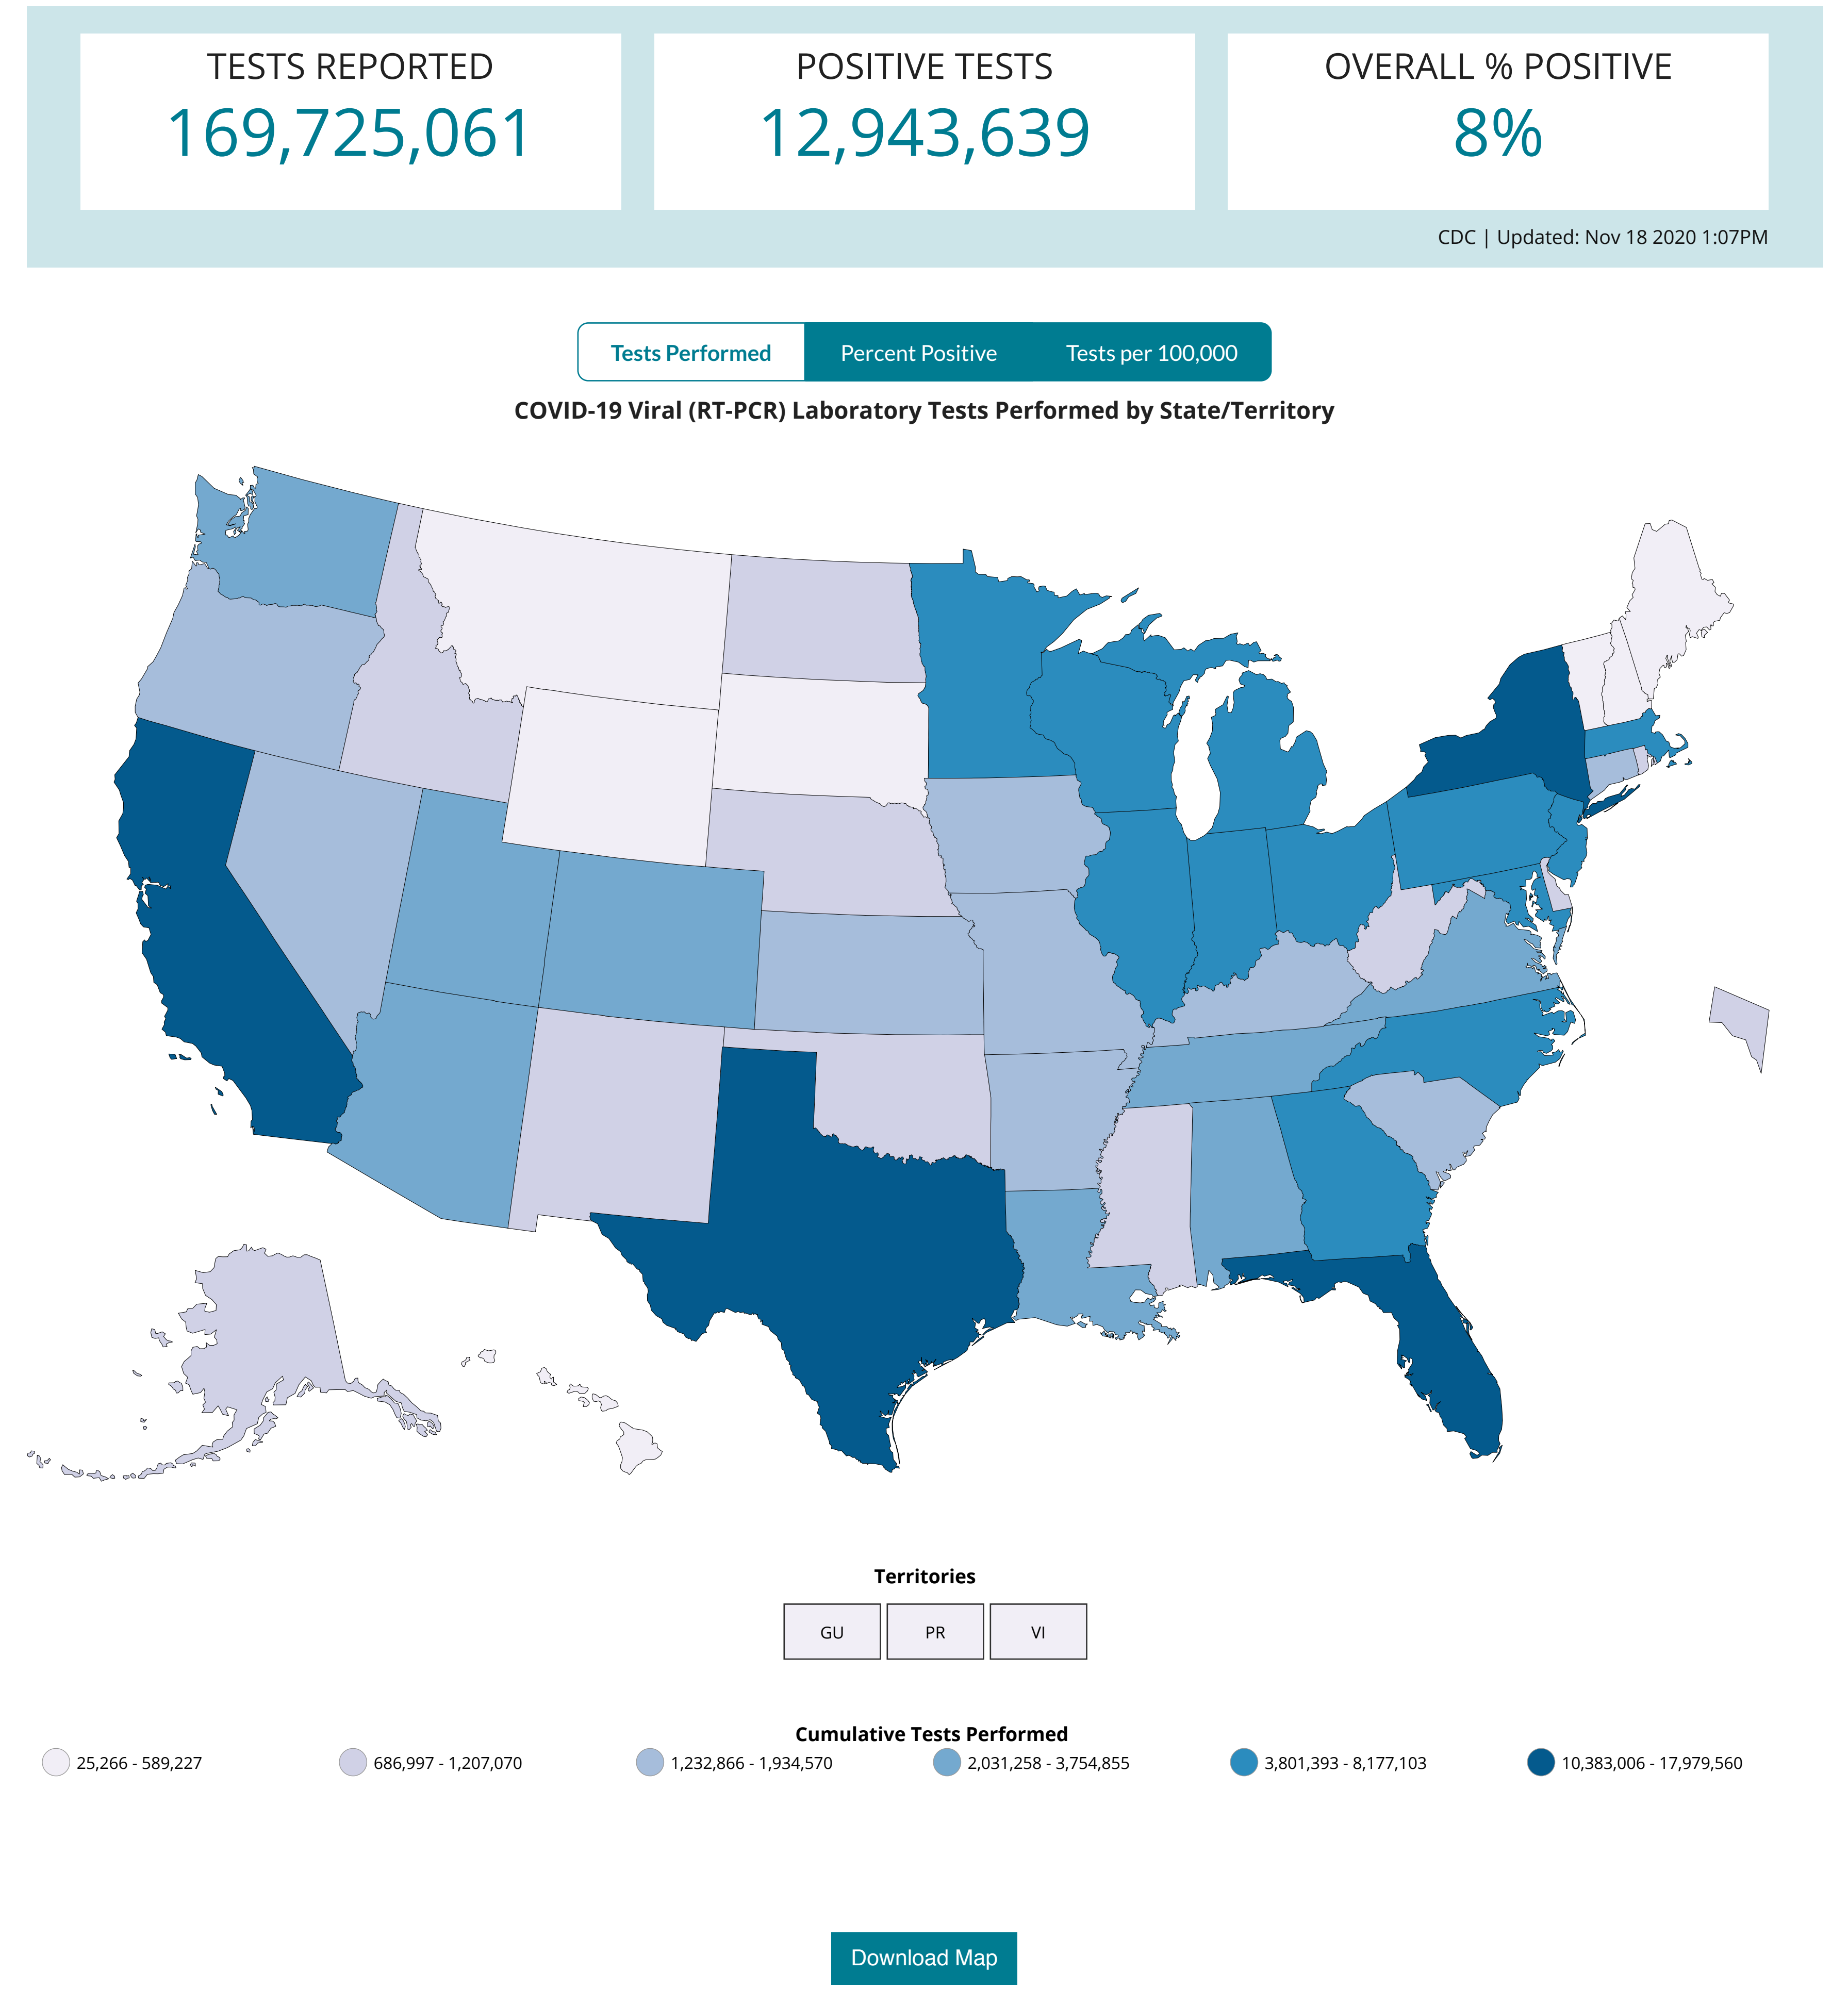 TESTS REPORTED
169,725,061
POSITIVE TESTS
12,943,639
OVERALL % POSITIVE
8%
CDC | Updated: Nov 18 2020 1:07PM
Tests Performed
Percent Positive
Tests per 100,000
COVID-19 Viral (RT-PCR) Laboratory Tests Performed by State/Territory
Territories
GU
PR
VI
Cumulative Tests Performed
25,266 - 589,227
686,997 - 1,207,070
1,232,866 - 1,934,570
2,031,258 - 3,754,855
3,801,393 - 8,177,103
10,383,006 - 17,979,560
Download Map